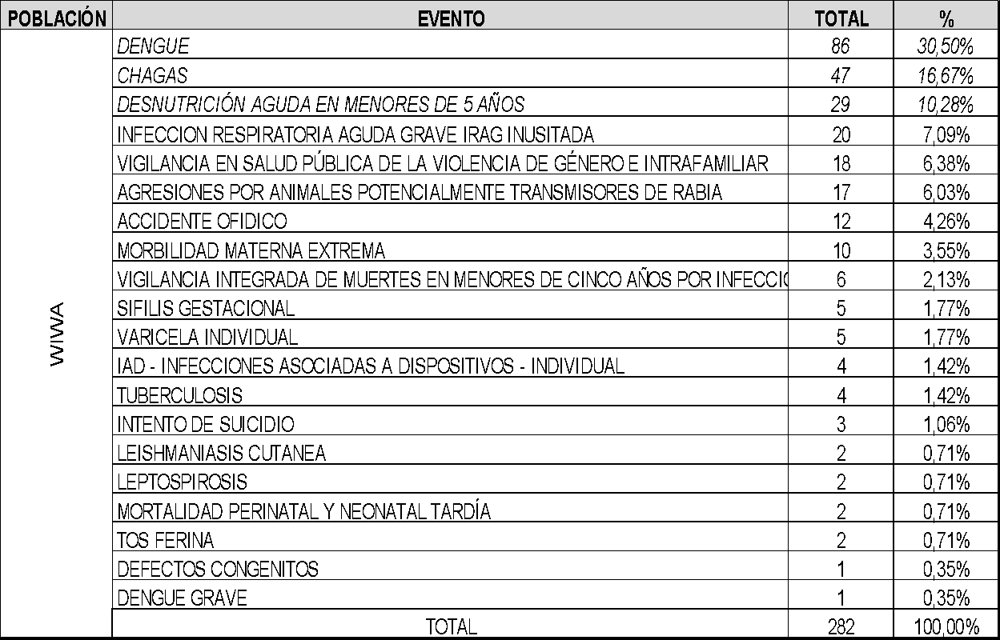 POBLACIÓN EVENTO TOTAL %
WIWA
DENGUE 86 30,50%
CHAGAS 47 16,67%
DESNUTRICIÓN AGUDA EN MENORES DE 5 AÑOS 29 10,28%
INFECCION RESPIRATORIA AGUDA GRAVE IRAG INUSITADA 20 7,09%
VIGILANCIA EN SALUD PÚBLICA DE LA VIOLENCIA DE GÉNERO E INTRAFAMILIAR 18 6,38%
AGRESIONES POR ANIMALES POTENCIALMENTE TRANSMISORES DE RABIA 17 6,03%
ACCIDENTE OFIDICO 12 4,26%
MORBILIDAD MATERNA EXTREMA 10 3,55%
VIGILANCIA INTEGRADA DE MUERTES EN MENORES DE CINCO AÑOS POR INFECCI 6 2,13%
SIFILIS GESTACIONAL 5 1,77%
VARICELA INDIVIDUAL 5 1,77%
IAD - INFECCIONES ASOCIADAS A DISPOSITIVOS - INDIVIDUAL 4 1,42%
TUBERCULOSIS 4 1,42%
INTENTO DE SUICIDIO 3 1,06%
LEISHMANIASIS CUTANEA 2 0,71%
LEPTOSPIROSIS 2 0,71%
MORTALIDAD PERINATAL Y NEONATAL TARDÍA 2 0,71%
TOS FERINA 2 0,71%
DEFECTOS CONGENITOS 1 0,35%
DENGUE GRAVE 1 0,35%
TOTAL 282 100,00%